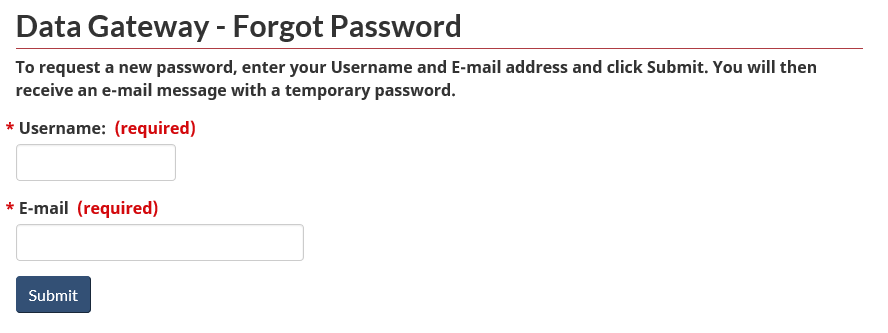 Data Gateway - Forgot Password
To request a new password, enter your Username and E-mail address and click Submit. You will then
receive an e-mail message with a temporary password.
* Username: (required)
* E-mail (required)
Submit